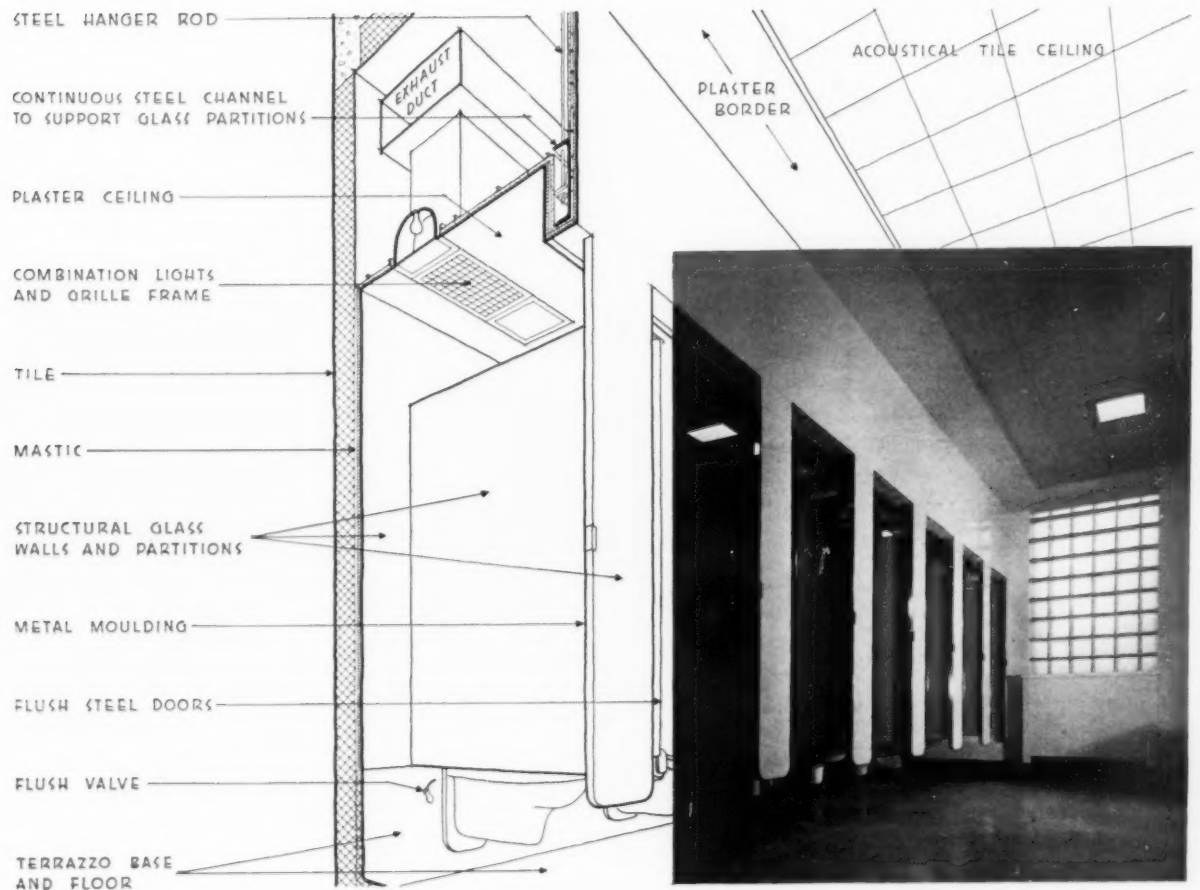 STEEL HANGER ROD
CONTINUOUS STEEL CHANNEL
TO SUPPORT GLASS PARTITIONS
PLASTER CEILING
COMBINATION LIGHTS
AND GRILLE FRAME
TILE
MASTIC
STRUCTURAL GLASS
WALLS AND PARTITIONS
METAL MOULDING
FLUSH STEEL DOORS
FLUSH VALVE
TERRAZZO BASE
AND FLOOR
EXHAUST
DUCT
PLASTER
BORDER
ACOUSTICAL TILE CEILING